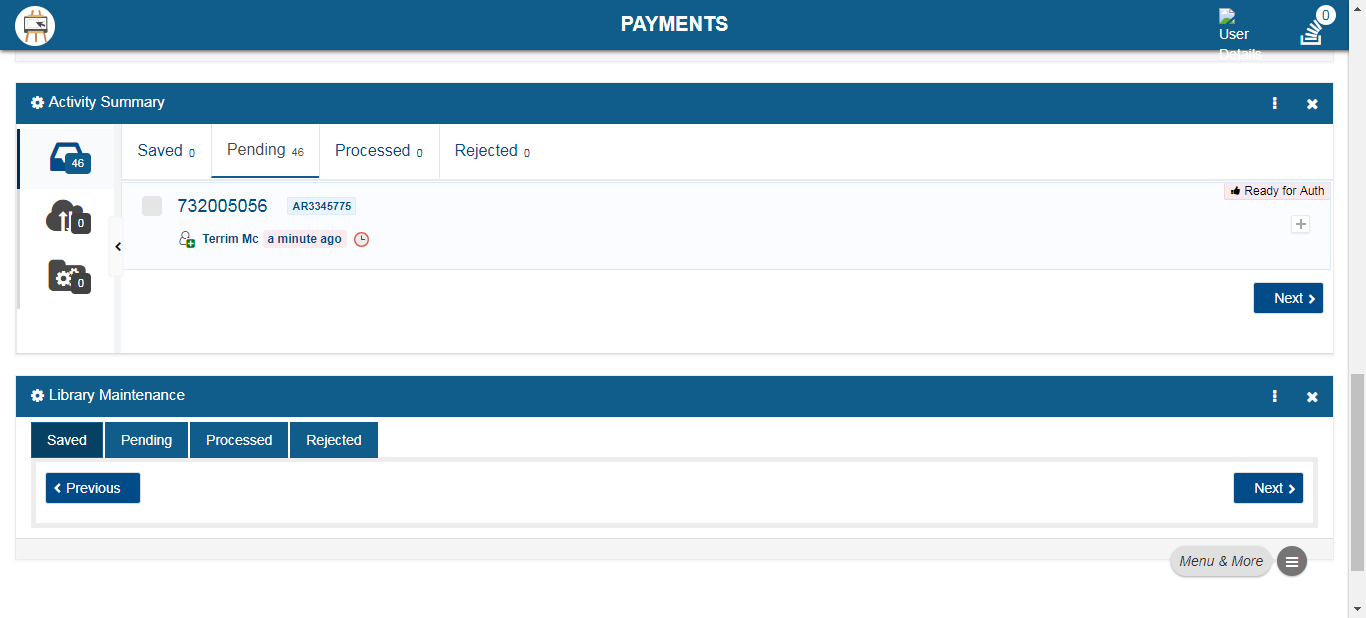 PAYMENTS
User
Details
0
Activity Summary
46
0
0
Saved 0
Pending 46
Processed 0
Rejected 0
Ready for Auth
732005056
AR3345775
Terrim Mc a minute ago
Next
Library Maintenance
Saved
Pending
Processed
Rejected
Previous
Next
Menu & More